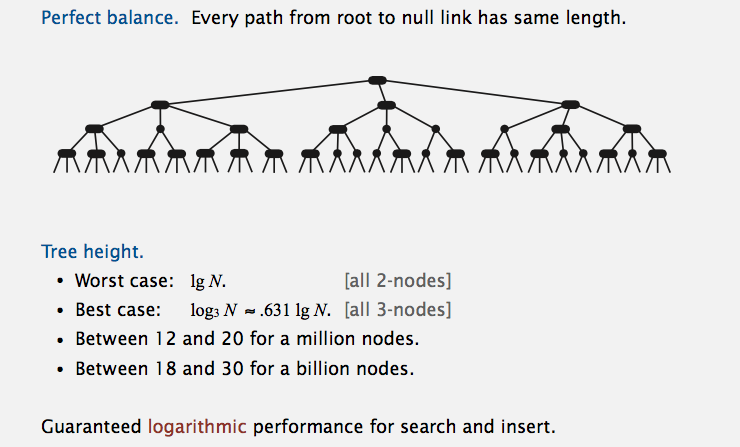 Perfect balance. Every path from root to null link has same length.
Tree height.
• Worst case: lg N. [all 2-nodes]
• Best case: log₃ N ≈ .631 lg N. [all 3-nodes]
• Between 12 and 20 for a million nodes.
• Between 18 and 30 for a billion nodes.
Guaranteed logarithmic performance for search and insert.